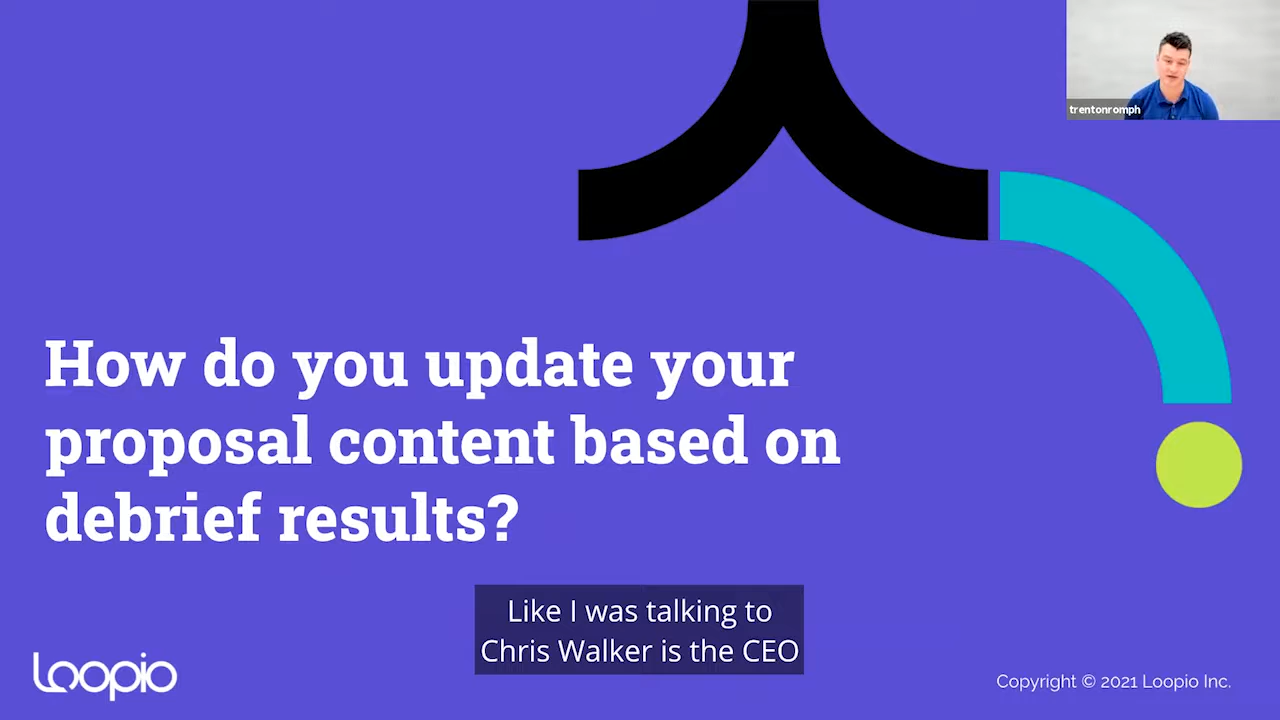 trentonromph
How do you update your
proposal content based on
debrief results?
Like I was talking to
Chris Walker is the CEO
Loopio
Copyright © 2021 Loopio Inc.